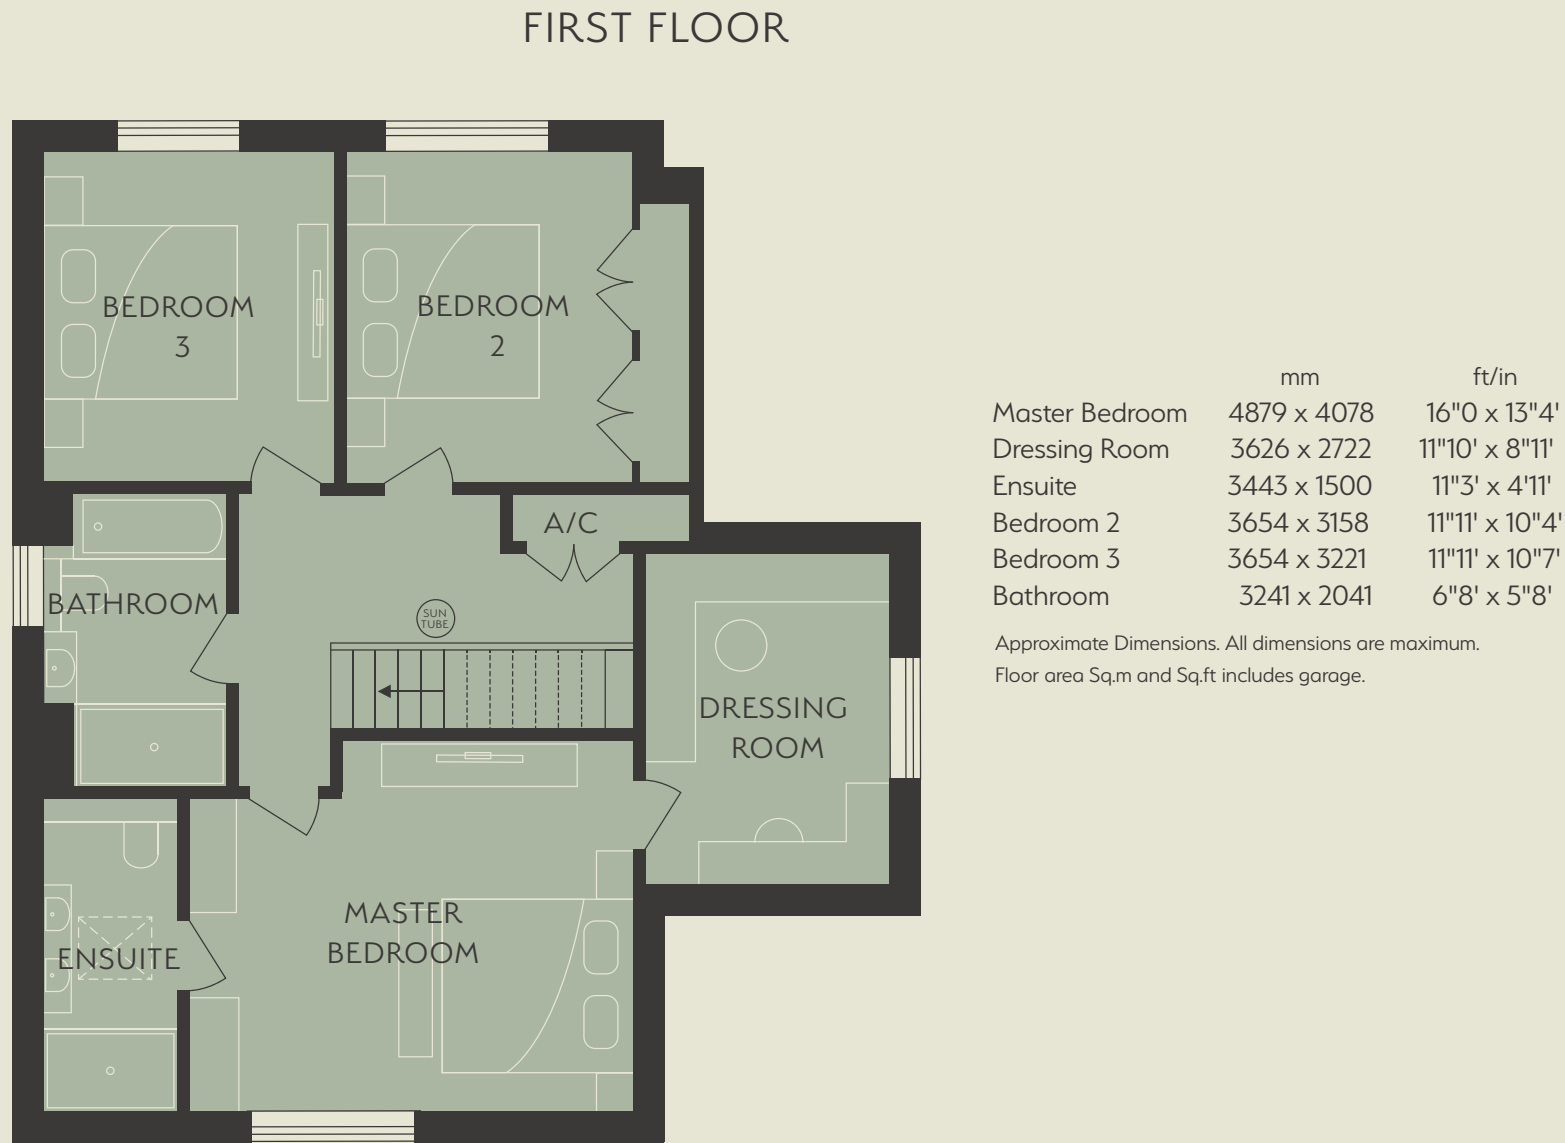 FIRST FLOOR
BEDROOM
3
BEDROOM
2
A/C
BATHROOM
SUN
TUBE
DRESSING
ROOM
MASTER
BEDROOM
ENSUITE
mm ft/in
Master Bedroom 4879 x 4078 16"0 x 13"4'
Dressing Room 3626 x 2722 11"10' x 8"11'
Ensuite 3443 x 1500 11"3' x 4'11'
Bedroom 2 3654 x 3158 11"11' x 10"4'
Bedroom 3 3654 x 3221 11"11' x 10"7'
Bathroom 3241 x 2041 6"8' x 5"8'
Approximate Dimensions. All dimensions are maximum.
Floor area Sq.m and Sq.ft includes garage.